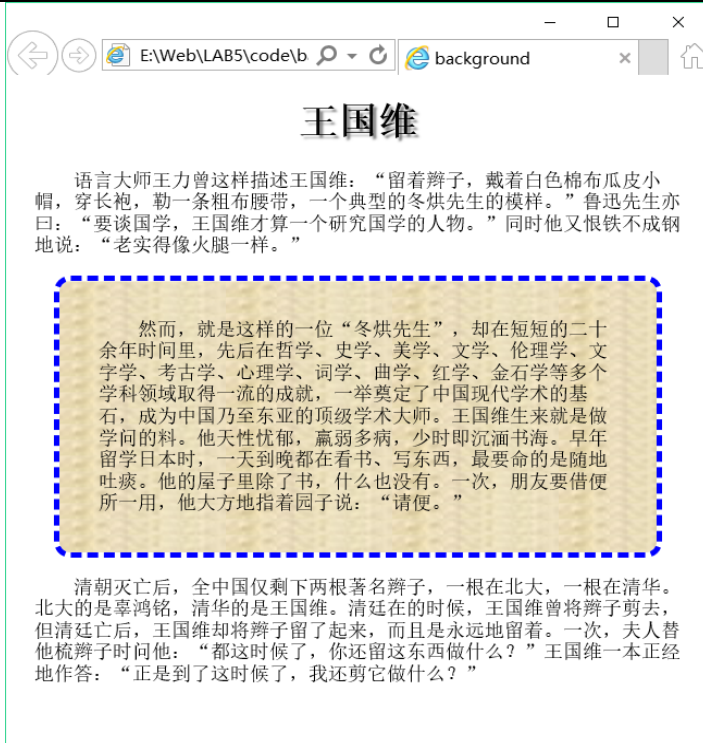 E:\Web\LAB5\code\b
background
王国维
语言大师王力曾这样描述王国维：“留着辫子，戴着白色棉布瓜皮小
帽，穿长袍，勒一条粗布腰带，一个典型的冬烘先生的模样。”鲁迅先生亦
曰：“要谈国学，王国维才算一个研究国学的人物。”同时他又恨铁不成钢
地说：“老实得像火腿一样。”
然而，就是这样的一位“冬烘先生”，却在短短的二十
余年时间里，先后在哲学、史学、美学、文学、伦理学、文
字学、考古学、心理学、词学、曲学、红学、金石学等多个
学科领域取得一流的成就，一举奠定了中国现代学术的基
石，成为中国乃至东亚的顶级学术大师。王国维生来就是做
学问的料。他天性忧郁，羸弱多病，少时即沉湎书海。早年
留学日本时，一天到晚都在看书、写东西，最要命的是随地
吐痰。他的屋子里除了书，什么也没有。一次，朋友要借便
所一用，他大方地指着园子说：“请便。”
清朝灭亡后，全中国仅剩下两根著名辫子，一根在北大，一根在清华。
北大的是辜鸿铭，清华的是王国维。清廷在的时候，王国维曾将辫子剪去，
但清廷亡后，王国维却将辫子留了起来，而且是永远地留着。一次，夫人替
他梳辫子时问他：“都这时候了，你还留这东西做什么？”王国维一本正经
地作答：“正是到了这时候了，我还剪它做什么？”